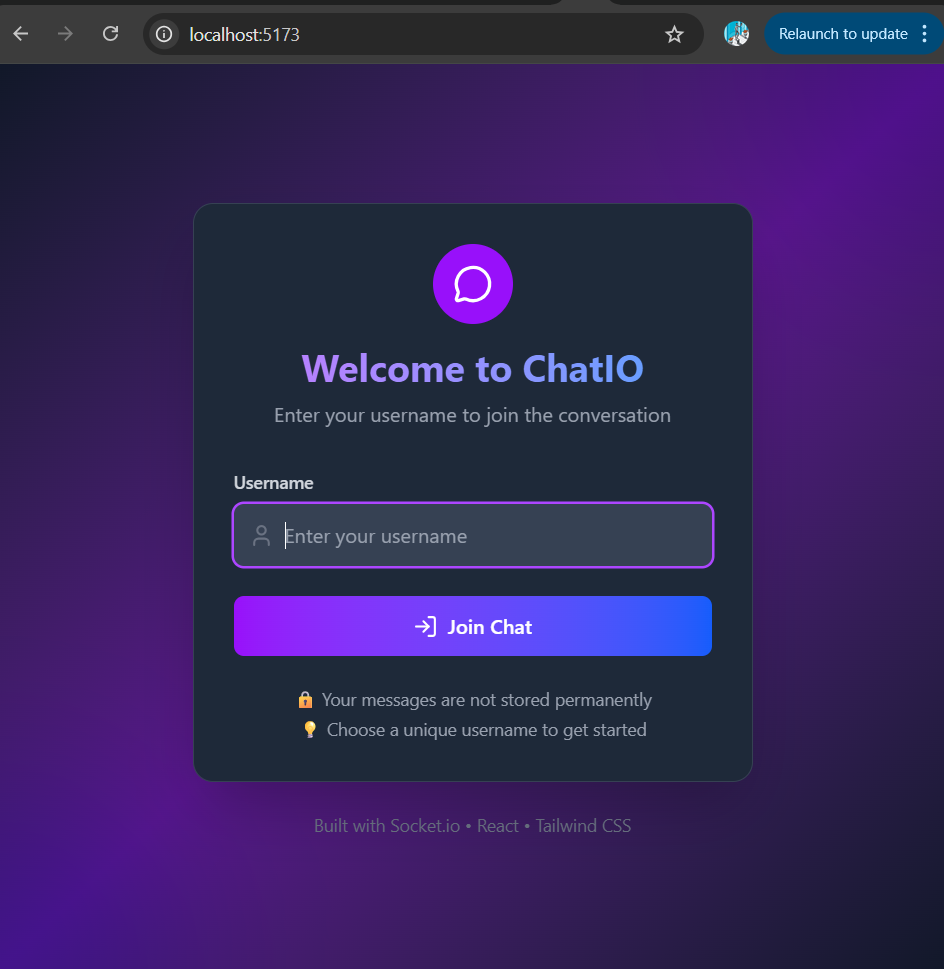 localhost:5173
Relaunch to update
Welcome to ChatIO
Enter your username to join the conversation
Username
Enter your username
Join Chat
🔒 Your messages are not stored permanently
💡 Choose a unique username to get started
Built with Socket.io • React • Tailwind CSS